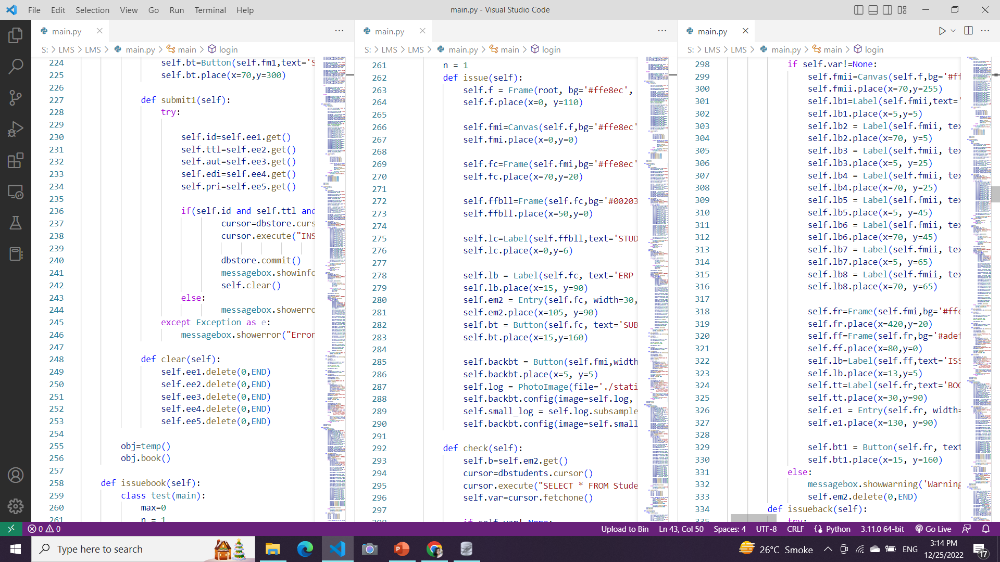 File Edit Selection View Go Run Terminal Help
main.py - Visual Studio Code
main.py
S: > LMS > LMS > main.py > main > login
224 self.bt=Button(self.fm1,text='S
225 self.bt.place(x=70,y=300)
226
227 def submit1(self):
228 try:
229
230 self.id=self.ee1.get()
231 self.ttl=self.ee2.get()
232 self.aut=self.ee3.get()
233 self.edi=self.ee4.get()
234 self.pri=self.ee5.get()
235
236 if(self.id and self.ttl and
237 cursor=dbstore.curs
238 cursor.execute("INS
239
240 dbstore.commit()
241 messagebox.showinfo
242 self.clear()
243 else:
244 messagebox.showerro
245 except Exception as e:
246 messagebox.showerror("Error
247
248 def clear(self):
249 self.ee1.delete(0,END)
250 self.ee2.delete(0,END)
251 self.ee3.delete(0,END)
252 self.ee4.delete(0,END)
253 self.ee5.delete(0,END)
254
255 obj=temp()
256 obj.book()
257
258 def issuebook(self):
259 class test(main):
260 max=0
261 n = 1
main.py
S: > LMS > LMS > main.py > main > login
261 n = 1
262 def issue(self):
263 self.f = Frame(root, bg='#ffe8ec',
264 self.f.place(x=0, y=110)
265
266 self.fmi=Canvas(self.f,bg='#ffe8ec'
267 self.fmi.place(x=0,y=0)
268
269 self.fc=Frame(self.fmi,bg='#ffe8ec'
270 self.fc.place(x=70,y=20)
271
272 self.ffbll=Frame(self.fc,bg='#00203
273 self.ffbll.place(x=50,y=0)
274
275 self.lc=Label(self.ffbll,text='STUD
276 self.lc.place(x=0,y=6)
277
278 self.lb = Label(self.fc, text='ERP
279 self.lb.place(x=15, y=90)
280 self.em2 = Entry(self.fc, width=30,
281 self.em2.place(x=105, y=90)
282 self.bt = Button(self.fc, text='SUB
283 self.bt.place(x=15,y=160)
284
285 self.backbt = Button(self.fmi,width
286 self.backbt.place(x=5, y=5)
287 self.log = PhotoImage(file='./stati
288 self.backbt.config(image=self.log,
289 self.small_log = self.log.subsample
290 self.backbt.config(image=self.small
291
292 def check(self):
293 self.b=self.em2.get()
294 cursor=dbstudents.cursor()
295 cursor.execute("SELECT * FROM Stude
296 self.var=cursor.fetchone()
297
298 if self.var!=None:
main.py
S: > LMS > LMS > main.py > main > login
298 if self.var!=None:
299 self.fmii=Canvas(self.f,bg='#ff
300 self.fmii.place(x=70,y=255)
301 self.lb1=Label(self.fmii,text='
302 self.lb1.place(x=5,y=5)
303 self.lb2 = Label(self.fmii, tex
304 self.lb2.place(x=70, y=5)
305 self.lb3 = Label(self.fmii, tex
306 self.lb3.place(x=5, y=25)
307 self.lb4 = Label(self.fmii, tex
308 self.lb4.place(x=70, y=25)
309 self.lb5 = Label(self.fmii, tex
310 self.lb5.place(x=5, y=45)
311 self.lb6 = Label(self.fmii, tex
312 self.lb6.place(x=70, y=45)
313 self.lb7 = Label(self.fmii, tex
314 self.lb7.place(x=5, y=65)
315 self.lb8 = Label(self.fmii, tex
316 self.lb8.place(x=70, y=65)
317
318 self.fr=Frame(self.fmi,bg='#ffe
319 self.fr.place(x=420,y=20)
320 self.ff=Frame(self.fr,bg='#adef
321 self.ff.place(x=80,y=0)
322 self.lb=Label(self.ff,text='ISS
323 self.lb.place(x=13,y=5)
324 self.tt=Label(self.fr,text='BOO
325 self.tt.place(x=30,y=90)
326 self.e1 = Entry(self.fr, width=
327 self.e1.place(x=130, y=90)
328
329 self.bt1 = Button(self.fr, text
330 self.bt1.place(x=15, y=160)
331 else:
332 messagebox.showwarning('Warning
333 self.em2.delete(0,END)
334 def issueback(self):
335 try:
0 0
Upload to Bin Ln 43, Col 50 Spaces: 4 UTF-8 CRLF Python 3.11.0 64-bit Go Live
Type here to search
26°C Smoke
ENG
3:14 PM
12/25/2022
17